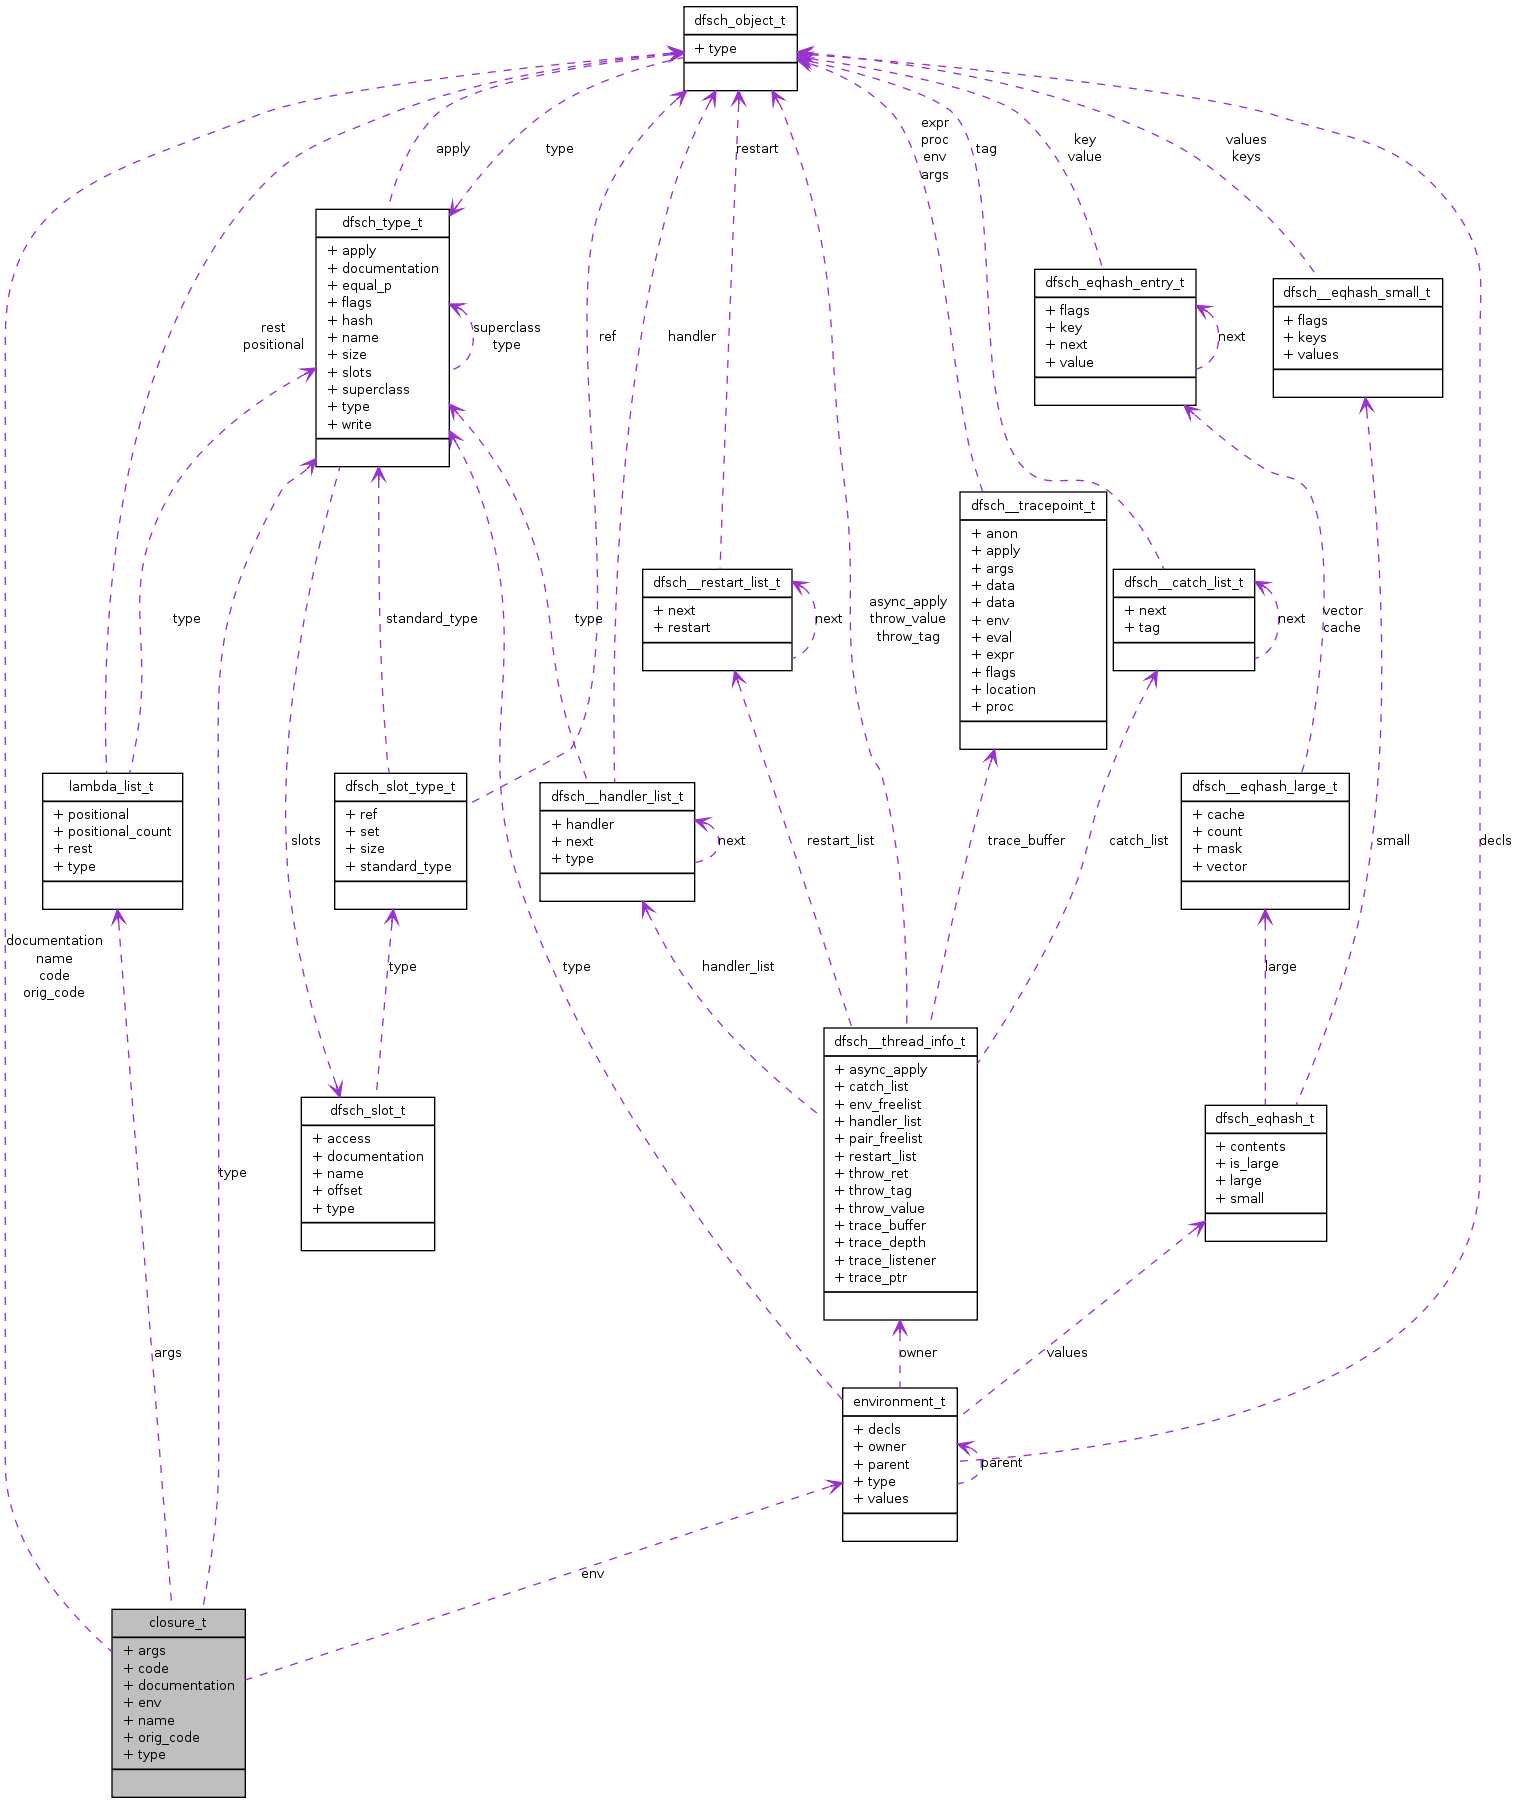 dfsch_object_t
+ type
apply
type
restart
expr
proc
env
args
tag
key
value
values
keys
dfsch_type_t
+ apply
+ documentation
+ equal_p
+ flags
+ hash
+ name
+ size
+ slots
+ superclass
+ type
+ write
superclass
type
rest
positional
ref
handler
dfsch_eqhash_entry_t
+ flags
+ key
+ next
+ value
next
dfsch__eqhash_small_t
+ flags
+ keys
+ values
dfsch__tracepoint_t
+ anon
+ apply
+ args
+ data
+ data
+ env
+ eval
+ expr
+ flags
+ location
+ proc
dfsch__restart_list_t
+ next
+ restart
next
dfsch__catch_list_t
+ next
+ tag
next
type
standard_type
type
async_apply
throw_value
throw_tag
vector
cache
lambda_list_t
+ positional
+ positional_count
+ rest
+ type
dfsch_slot_type_t
+ ref
+ set
+ size
+ standard_type
dfsch__handler_list_t
+ handler
+ next
+ type
next
dfsch__eqhash_large_t
+ cache
+ count
+ mask
+ vector
slots
restart_list
trace_buffer
catch_list
small
decls
documentation
name
code
orig_code
type
type
handler_list
large
dfsch_slot_t
+ access
+ documentation
+ name
+ offset
+ type
dfsch__thread_info_t
+ async_apply
+ catch_list
+ env_freelist
+ handler_list
+ pair_freelist
+ restart_list
+ throw_ret
+ throw_tag
+ throw_value
+ trace_buffer
+ trace_depth
+ trace_listener
+ trace_ptr
dfsch_eqhash_t
+ contents
+ is_large
+ large
+ small
type
args
owner
values
environment_t
+ decls
+ owner
+ parent
+ type
+ values
parent
env
closure_t
+ args
+ code
+ documentation
+ env
+ name
+ orig_code
+ type